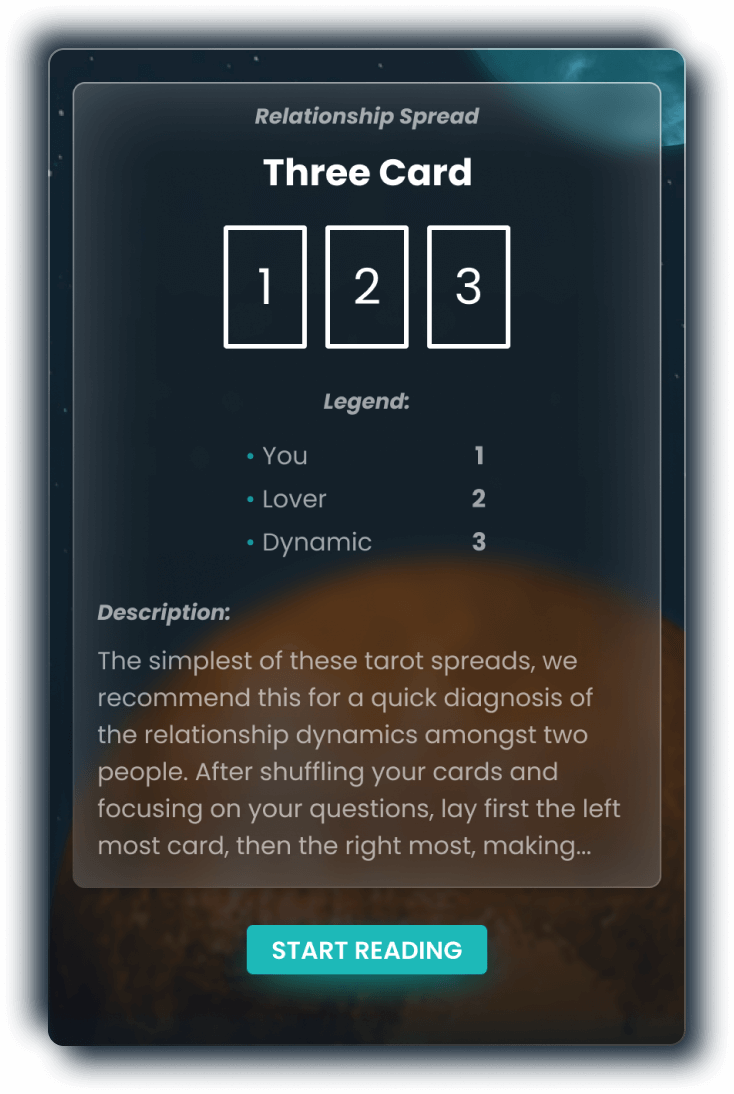 Relationship Spread
Three Card
1 2 3
Legend:
• You 1
• Lover 2
• Dynamic 3
Description:
The simplest of these tarot spreads, we
recommend this for a quick diagnosis of
the relationship dynamics amongst two
people. After shuffling your cards and
focusing on your questions, lay first the left
most card, then the right most, making...
START READING